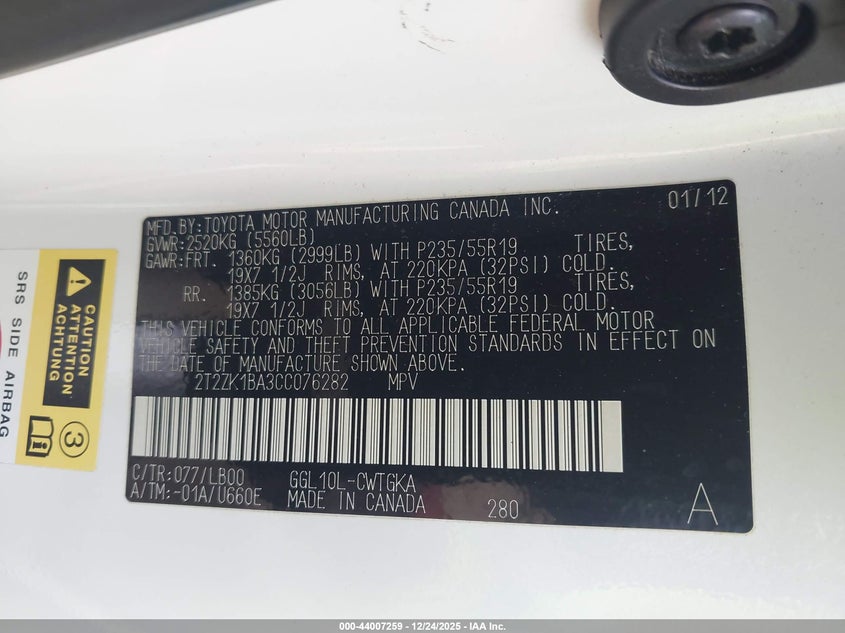 MFD. BY: TOYOTA MOTOR MANUFACTURING CANADA INC. 01/12
GVWR: 2520KG (5560LB)
GAWR: FRT. 1360KG (2999LB) WITH P235/55R19 TIRES,
19X7 1/2J RIMS, AT 220KPA (32PSI) COLD.
RR. 1385KG (3056LB) WITH P235/55R19 TIRES,
19X7 1/2J RIMS, AT 220KPA (32PSI) COLD.
THIS VEHICLE CONFORMS TO ALL APPLICABLE FEDERAL MOTOR
VEHICLE SAFETY AND THEFT PREVENTION STANDARDS IN EFFECT ON
THE DATE OF MANUFACTURE SHOWN ABOVE.
2T2ZK1BA3CC076282 MPV
C/TR: 077/LB00 GGL10L-CWTGKA
A/TM: -01A/U660E MADE IN CANADA 280 A
CAUTION
ATTENTION
ACHTUNG
3
SRS SIDE AIRBAG
000-44007259 • 12/24/2025 • IAA Inc.